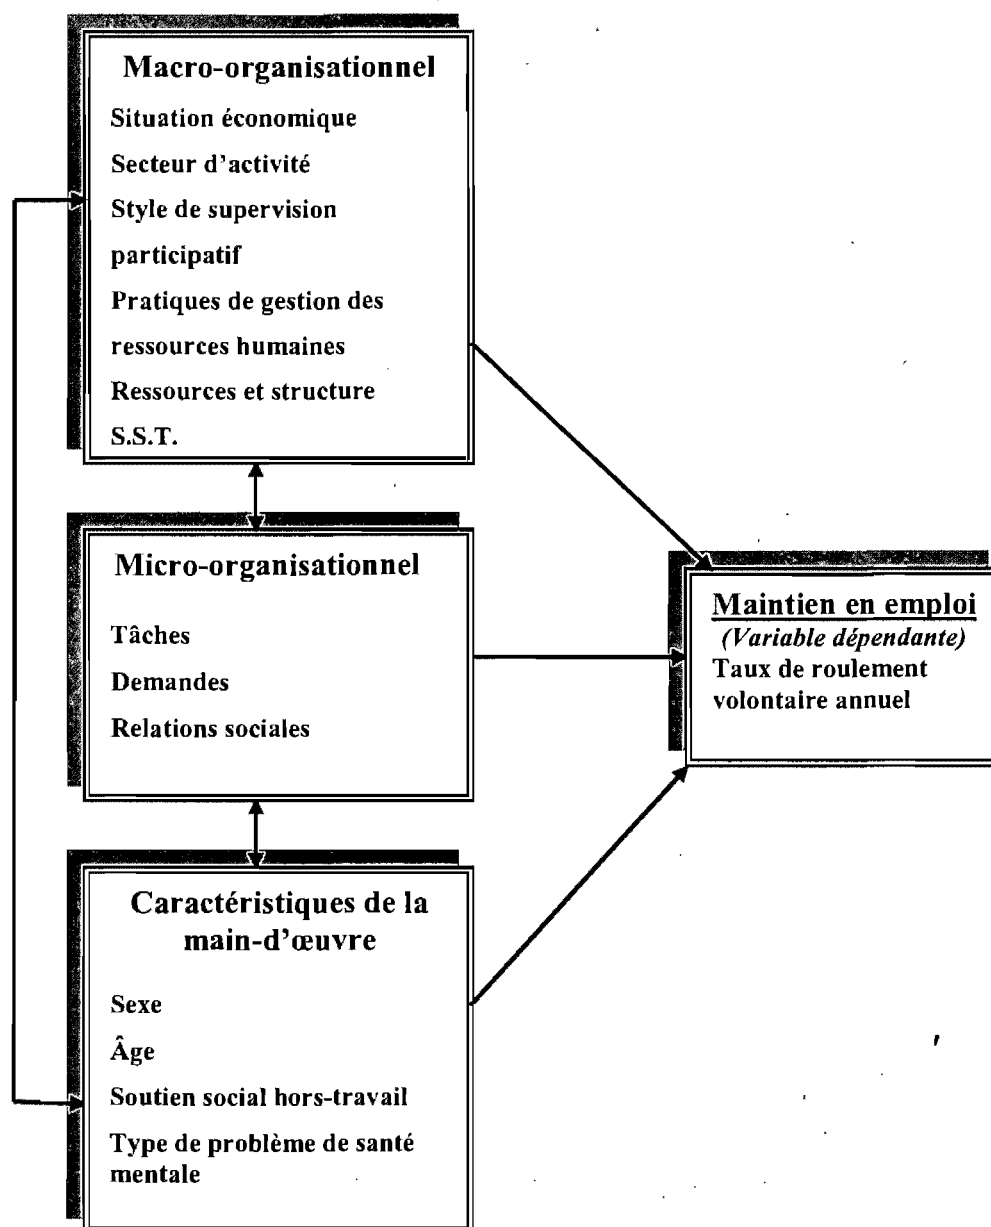 Macro-organisationnel
Situation économique
Secteur d'activité
Style de supervision
participatif
Pratiques de gestion des
ressources humaines
Ressources et structure
S.S.T.
Micro-organisationnel
Tâches
Demandes
Relations sociales
Caractéristiques de la
main-d'œuvre
Sexe
Âge
Soutien social hors-travail
Type de problème de santé
mentale
Maintien en emploi
(Variable dépendante)
Taux de roulement
volontaire annuel